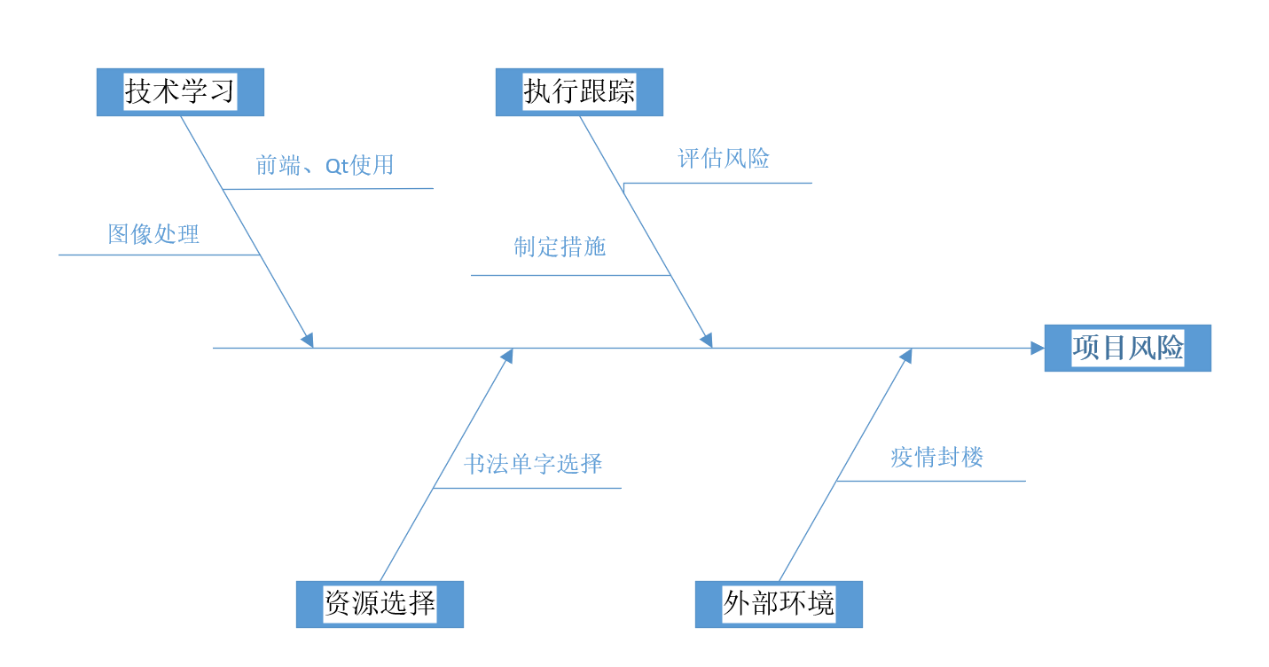 技术学习
执行跟踪
前端、Qt使用
评估风险
图像处理
制定措施
项目风险
书法单字选择
疫情封楼
资源选择
外部环境